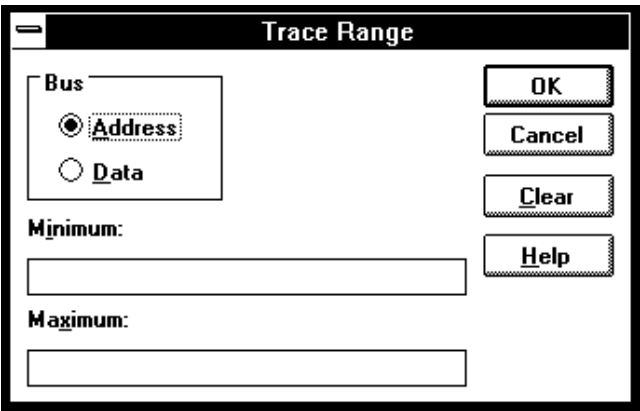 Trace Range
Bus
Address
Data
Minimum:
Maximum:
OK
Cancel
Clear
Help